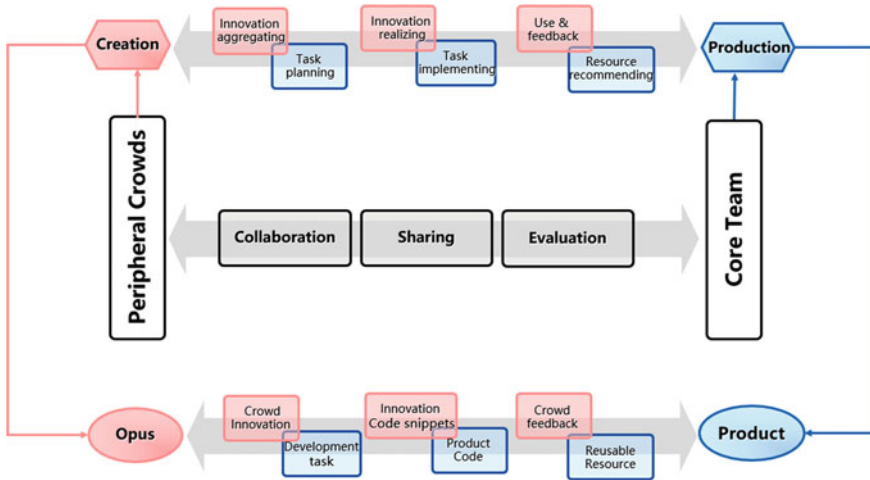 Creation
Innovation
aggregating
Task
planning
Innovation
realizing
Task
implementing
Use &
feedback
Resource
recommending
Production
Peripheral Crowds
Collaboration
Sharing
Evaluation
Core Team
Opus
Crowd
Innovation
Development
task
Innovation
Code snippets
Product
Code
Crowd
feedback
Reusable
Resource
Product